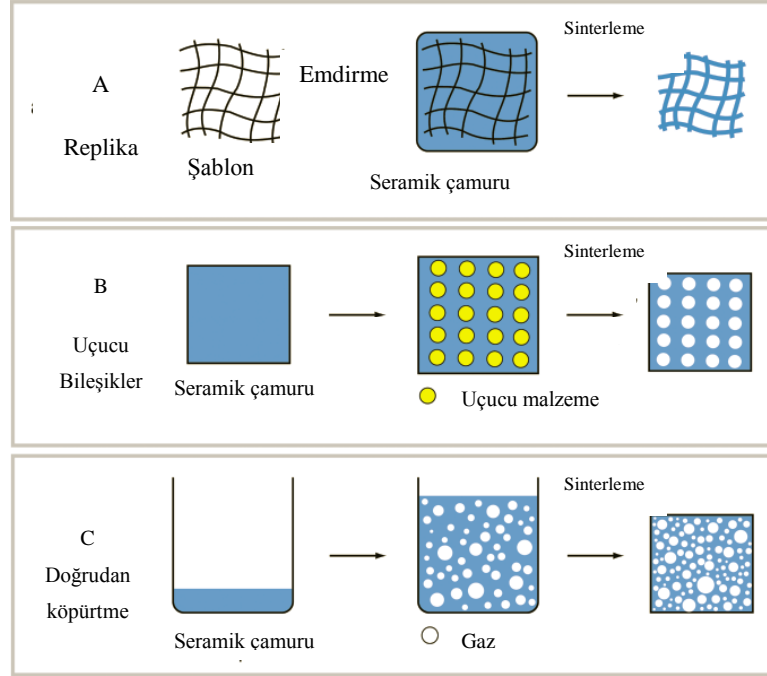 A
Replika
Şablon
Emdirme
Seramik çamuru
Sinterleme
B
Uçucu
Bileşikler
Seramik çamuru
Uçucu malzeme
Sinterleme
C
Doğrudan
köpürtme
Seramik çamuru
Gaz
Sinterleme